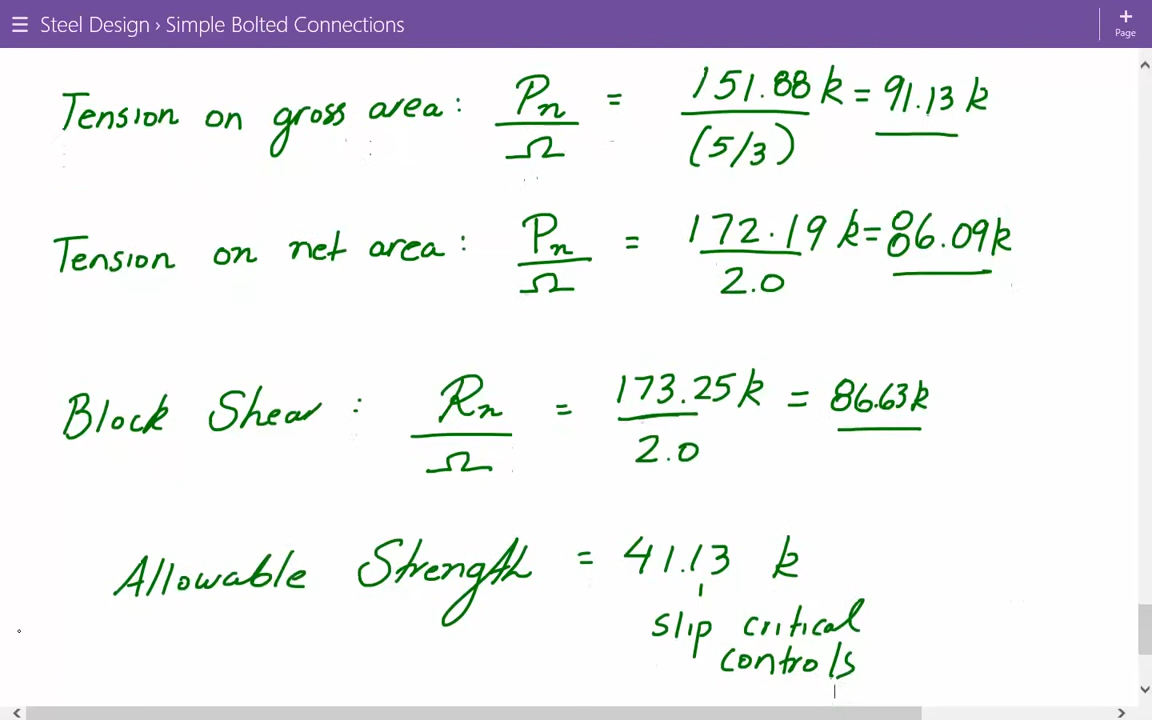 ☰ Steel Design › Simple Bolted Connections
+
Page
Tension on gross area: Pn/Ω = 151.88 k/(5/3) = 91.13 k
Tension on net area: Pn/Ω = 172.19 k/2.0 = 86.09k
Block Shear: Rn/Ω = 173.25 k/2.0 = 86.63k
Allowable Strength = 41.13 k
slip critical
controls